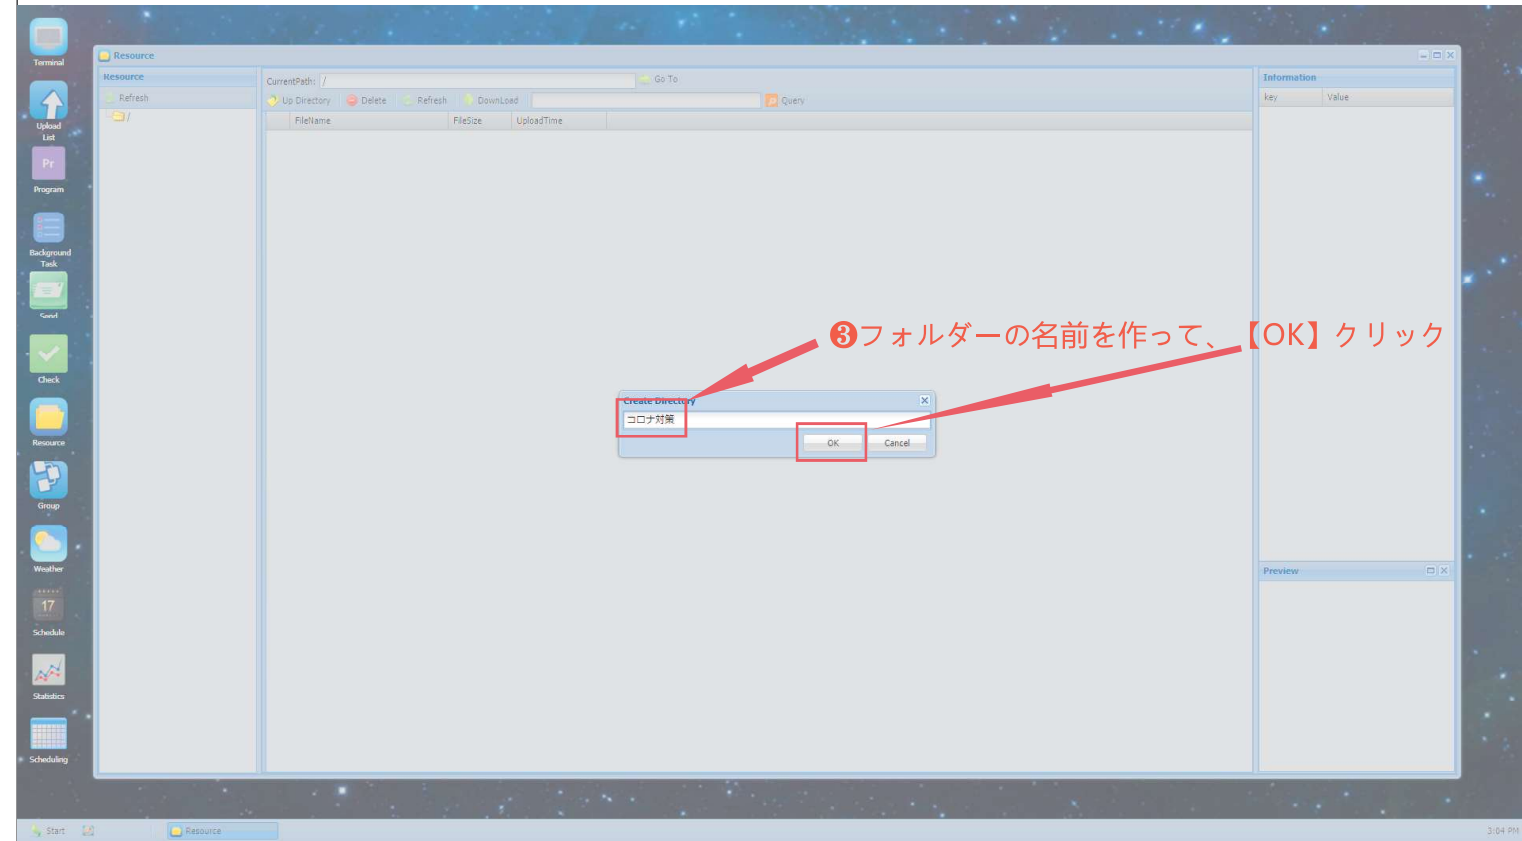 Terminal
Upload
List
Pr
Program
Background
Task
Send
Check
Resource
Group
Weather
17
Schedule
Statistics
Scheduling
Resource
Resource
Refresh
/
CurrentPath: /
Go To
Up Directory
Delete
Refresh
DownLoad
Query
FileName
FileSize
UploadTime
Information
key
Value
❸フォルダーの名前を作って、【OK】クリック
Create Directory
コロナ対策
OK
Cancel
Preview
Start
Resource
3:04 PM